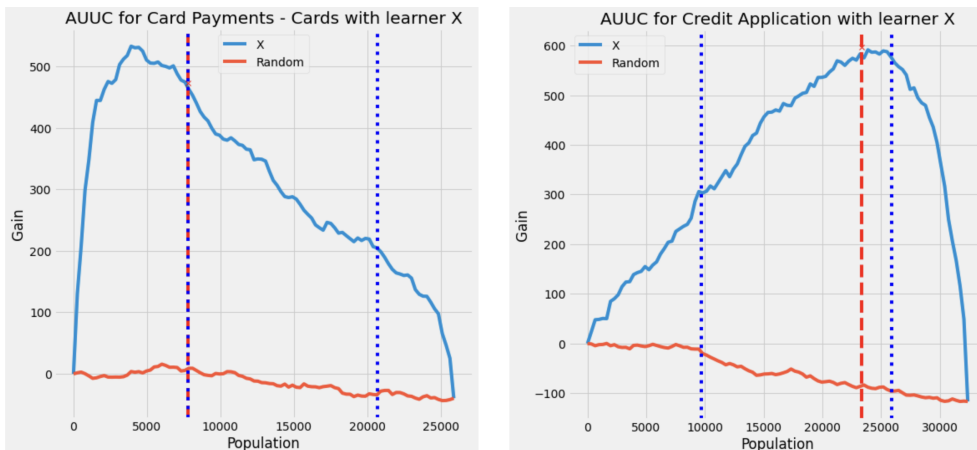 AUUC for Card Payments - Cards with learner X
X
Random
500
400
300
200
100
0
Gain
0 5000 10000 15000 20000 25000
Population
AUUC for Credit Application with learner X
X
Random
600
500
400
300
200
100
0
−100
Gain
0 5000 10000 15000 20000 25000 30000
Population